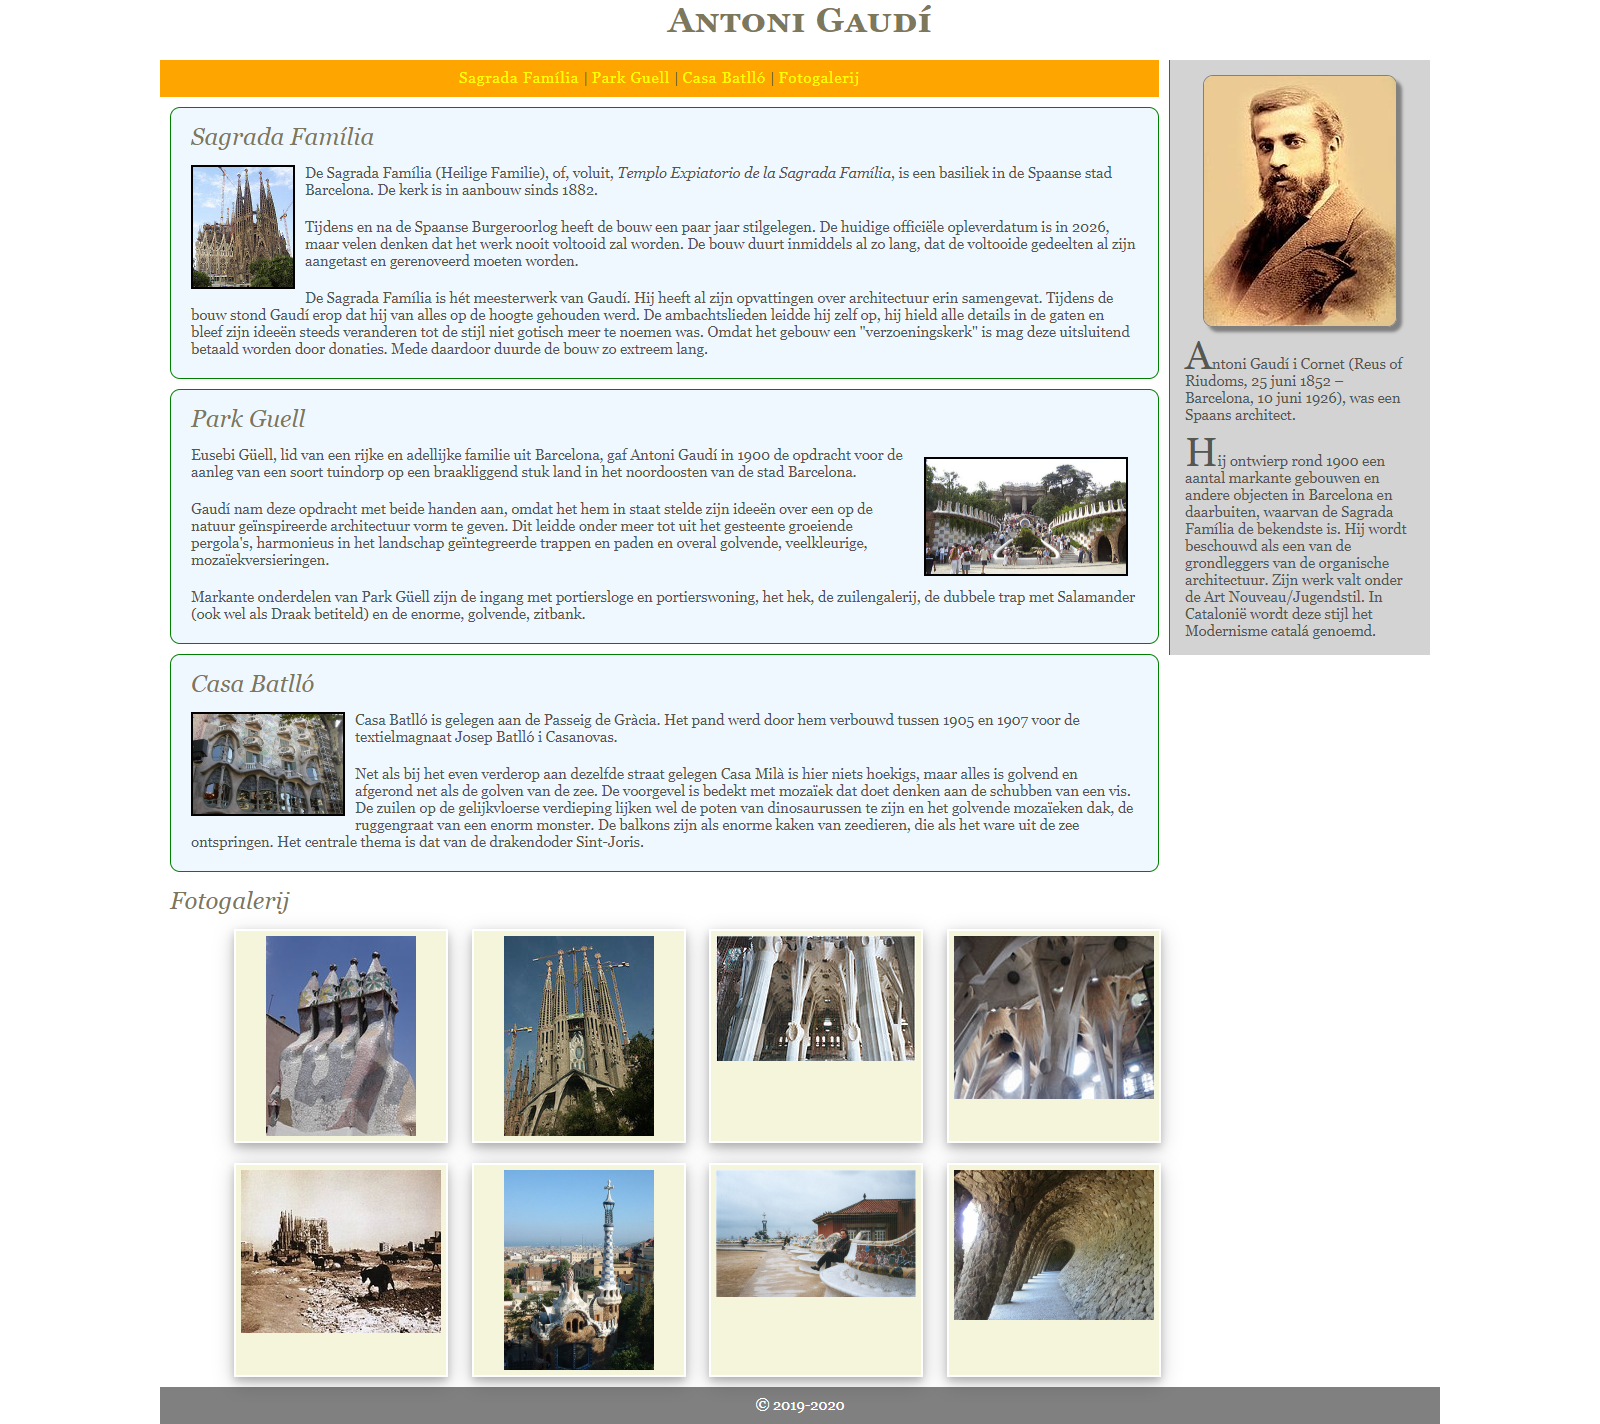 Antoni Gaudí
Sagrada Família | Park Guell | Casa Batlló | Fotogalerij
Sagrada Família
De Sagrada Família (Heilige Familie), of, voluit, Templo Expiatorio de la Sagrada Família, is een basiliek in de Spaanse stad
Barcelona. De kerk is in aanbouw sinds 1882.
Tijdens en na de Spaanse Burgeroorlog heeft de bouw een paar jaar stilgelegen. De huidige officiële opleverdatum is in 2026,
maar velen denken dat het werk nooit voltooid zal worden. De bouw duurt inmiddels al zo lang, dat de voltooide gedeelten al zijn
aangetast en gerenoveerd moeten worden.
De Sagrada Família is hét meesterwerk van Gaudí. Hij heeft al zijn opvattingen over architectuur erin samengevat. Tijdens de
bouw stond Gaudí erop dat hij van alles op de hoogte gehouden werd. De ambachtslieden leidde hij zelf op, hij hield alle details in de gaten en
bleef zijn ideeën steeds veranderen tot de stijl niet gotisch meer te noemen was. Omdat het gebouw een "verzoeningskerk" is mag deze uitsluitend
betaald worden door donaties. Mede daardoor duurde de bouw zo extreem lang.
Park Guell
Eusebi Güell, lid van een rijke en adellijke familie uit Barcelona, gaf Antoni Gaudí in 1900 de opdracht voor de
aanleg van een soort tuindorp op een braakliggend stuk land in het noordoosten van de stad Barcelona.
Gaudí nam deze opdracht met beide handen aan, omdat het hem in staat stelde zijn ideeën over een op de
natuur geïnspireerde architectuur vorm te geven. Dit leidde onder meer tot uit het gesteente groeiende
pergola's, harmonieus in het landschap geïntegreerde trappen en paden en overal golvende, veelkleurige,
mozaïekversieringen.
Markante onderdelen van Park Güell zijn de ingang met portiersloge en portierswoning, het hek, de zuilengalerij, de dubbele trap met Salamander
(ook wel als Draak betiteld) en de enorme, golvende, zitbank.
Casa Batlló
Casa Batlló is gelegen aan de Passeig de Gràcia. Het pand werd door hem verbouwd tussen 1905 en 1907 voor de
textielmagnaat Josep Batlló i Casanovas.
Net als bij het even verderop aan dezelfde straat gelegen Casa Milà is hier niets hoekigs, maar alles is golvend en
afgerond net als de golven van de zee. De voorgevel is bedekt met mozaïek dat doet denken aan de schubben van een vis.
De zuilen op de gelijkvloerse verdieping lijken wel de poten van dinosaurussen te zijn en het golvende mozaïeken dak, de
ruggengraat van een enorm monster. De balkons zijn als enorme kaken van zeedieren, die als het ware uit de zee
ontspringen. Het centrale thema is dat van de drakendoder Sint-Joris.
Fotogalerij
Antoni Gaudí i Cornet (Reus of
Riudoms, 25 juni 1852 –
Barcelona, 10 juni 1926), was een
Spaans architect.
Hij ontwierp rond 1900 een
aantal markante gebouwen en
andere objecten in Barcelona en
daarbuiten, waarvan de Sagrada
Família de bekendste is. Hij wordt
beschouwd als een van de
grondleggers van de organische
architectuur. Zijn werk valt onder
de Art Nouveau/Jugendstil. In
Catalonië wordt deze stijl het
Modernisme catalá genoemd.
© 2019-2020